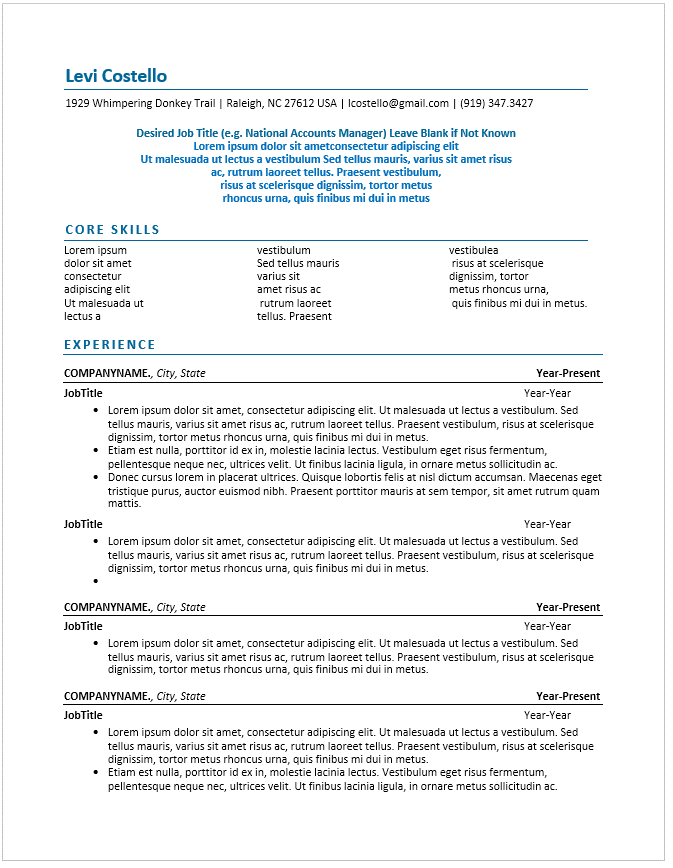 Levi Costello
1929 Whimpering Donkey Trail | Raleigh, NC 27612 USA | lcostello@gmail.com | (919) 347.3427
Desired Job Title (e.g. National Accounts Manager) Leave Blank if Not Known
Lorem ipsum dolor sit ametconsectetur adipiscing elit
Ut malesuada ut lectus a vestibulum Sed tellus mauris, varius sit amet risus
ac, rutrum laoreet tellus. Praesent vestibulum,
risus at scelerisque dignissim, tortor metus
rhoncus urna, quis finibus mi dui in metus
CORE SKILLS
Lorem ipsum
dolor sit amet
consectetur
adipiscing elit
Ut malesuada ut
lectus a
vestibulum
Sed tellus mauris
varius sit
amet risus ac
rutrum laoreet
tellus. Praesent
vestibulea
risus at scelerisque
dignissim, tortor
metus rhoncus urna,
quis finibus mi dui in metus.
EXPERIENCE
COMPANYNAME., City, State Year-Present
JobTitle Year-Year
• Lorem ipsum dolor sit amet, consectetur adipiscing elit. Ut malesuada ut lectus a vestibulum. Sed
tellus mauris, varius sit amet risus ac, rutrum laoreet tellus. Praesent vestibulum, risus at scelerisque
dignissim, tortor metus rhoncus urna, quis finibus mi dui in metus.
• Etiam est nulla, porttitor id ex in, molestie lacinia lectus. Vestibulum eget risus fermentum,
pellentesque neque nec, ultrices velit. Ut finibus lacinia ligula, in ornare metus sollicitudin ac.
• Donec cursus lorem in placerat ultrices. Quisque lobortis felis at nisl dictum accumsan. Maecenas eget
tristique purus, auctor euismod nibh. Praesent porttitor mauris at sem tempor, sit amet rutrum quam
mattis.
JobTitle Year-Year
• Lorem ipsum dolor sit amet, consectetur adipiscing elit. Ut malesuada ut lectus a vestibulum. Sed
tellus mauris, varius sit amet risus ac, rutrum laoreet tellus. Praesent vestibulum, risus at scelerisque
dignissim, tortor metus rhoncus urna, quis finibus mi dui in metus.
•
COMPANYNAME., City, State Year-Present
JobTitle Year-Year
• Lorem ipsum dolor sit amet, consectetur adipiscing elit. Ut malesuada ut lectus a vestibulum. Sed
tellus mauris, varius sit amet risus ac, rutrum laoreet tellus. Praesent vestibulum, risus at scelerisque
dignissim, tortor metus rhoncus urna, quis finibus mi dui in metus.
COMPANYNAME., City, State Year-Present
JobTitle Year-Year
• Lorem ipsum dolor sit amet, consectetur adipiscing elit. Ut malesuada ut lectus a vestibulum. Sed
tellus mauris, varius sit amet risus ac, rutrum laoreet tellus. Praesent vestibulum, risus at scelerisque
dignissim, tortor metus rhoncus urna, quis finibus mi dui in metus.
• Etiam est nulla, porttitor id ex in, molestie lacinia lectus. Vestibulum eget risus fermentum,
pellentesque neque nec, ultrices velit. Ut finibus lacinia ligula, in ornare metus sollicitudin ac.